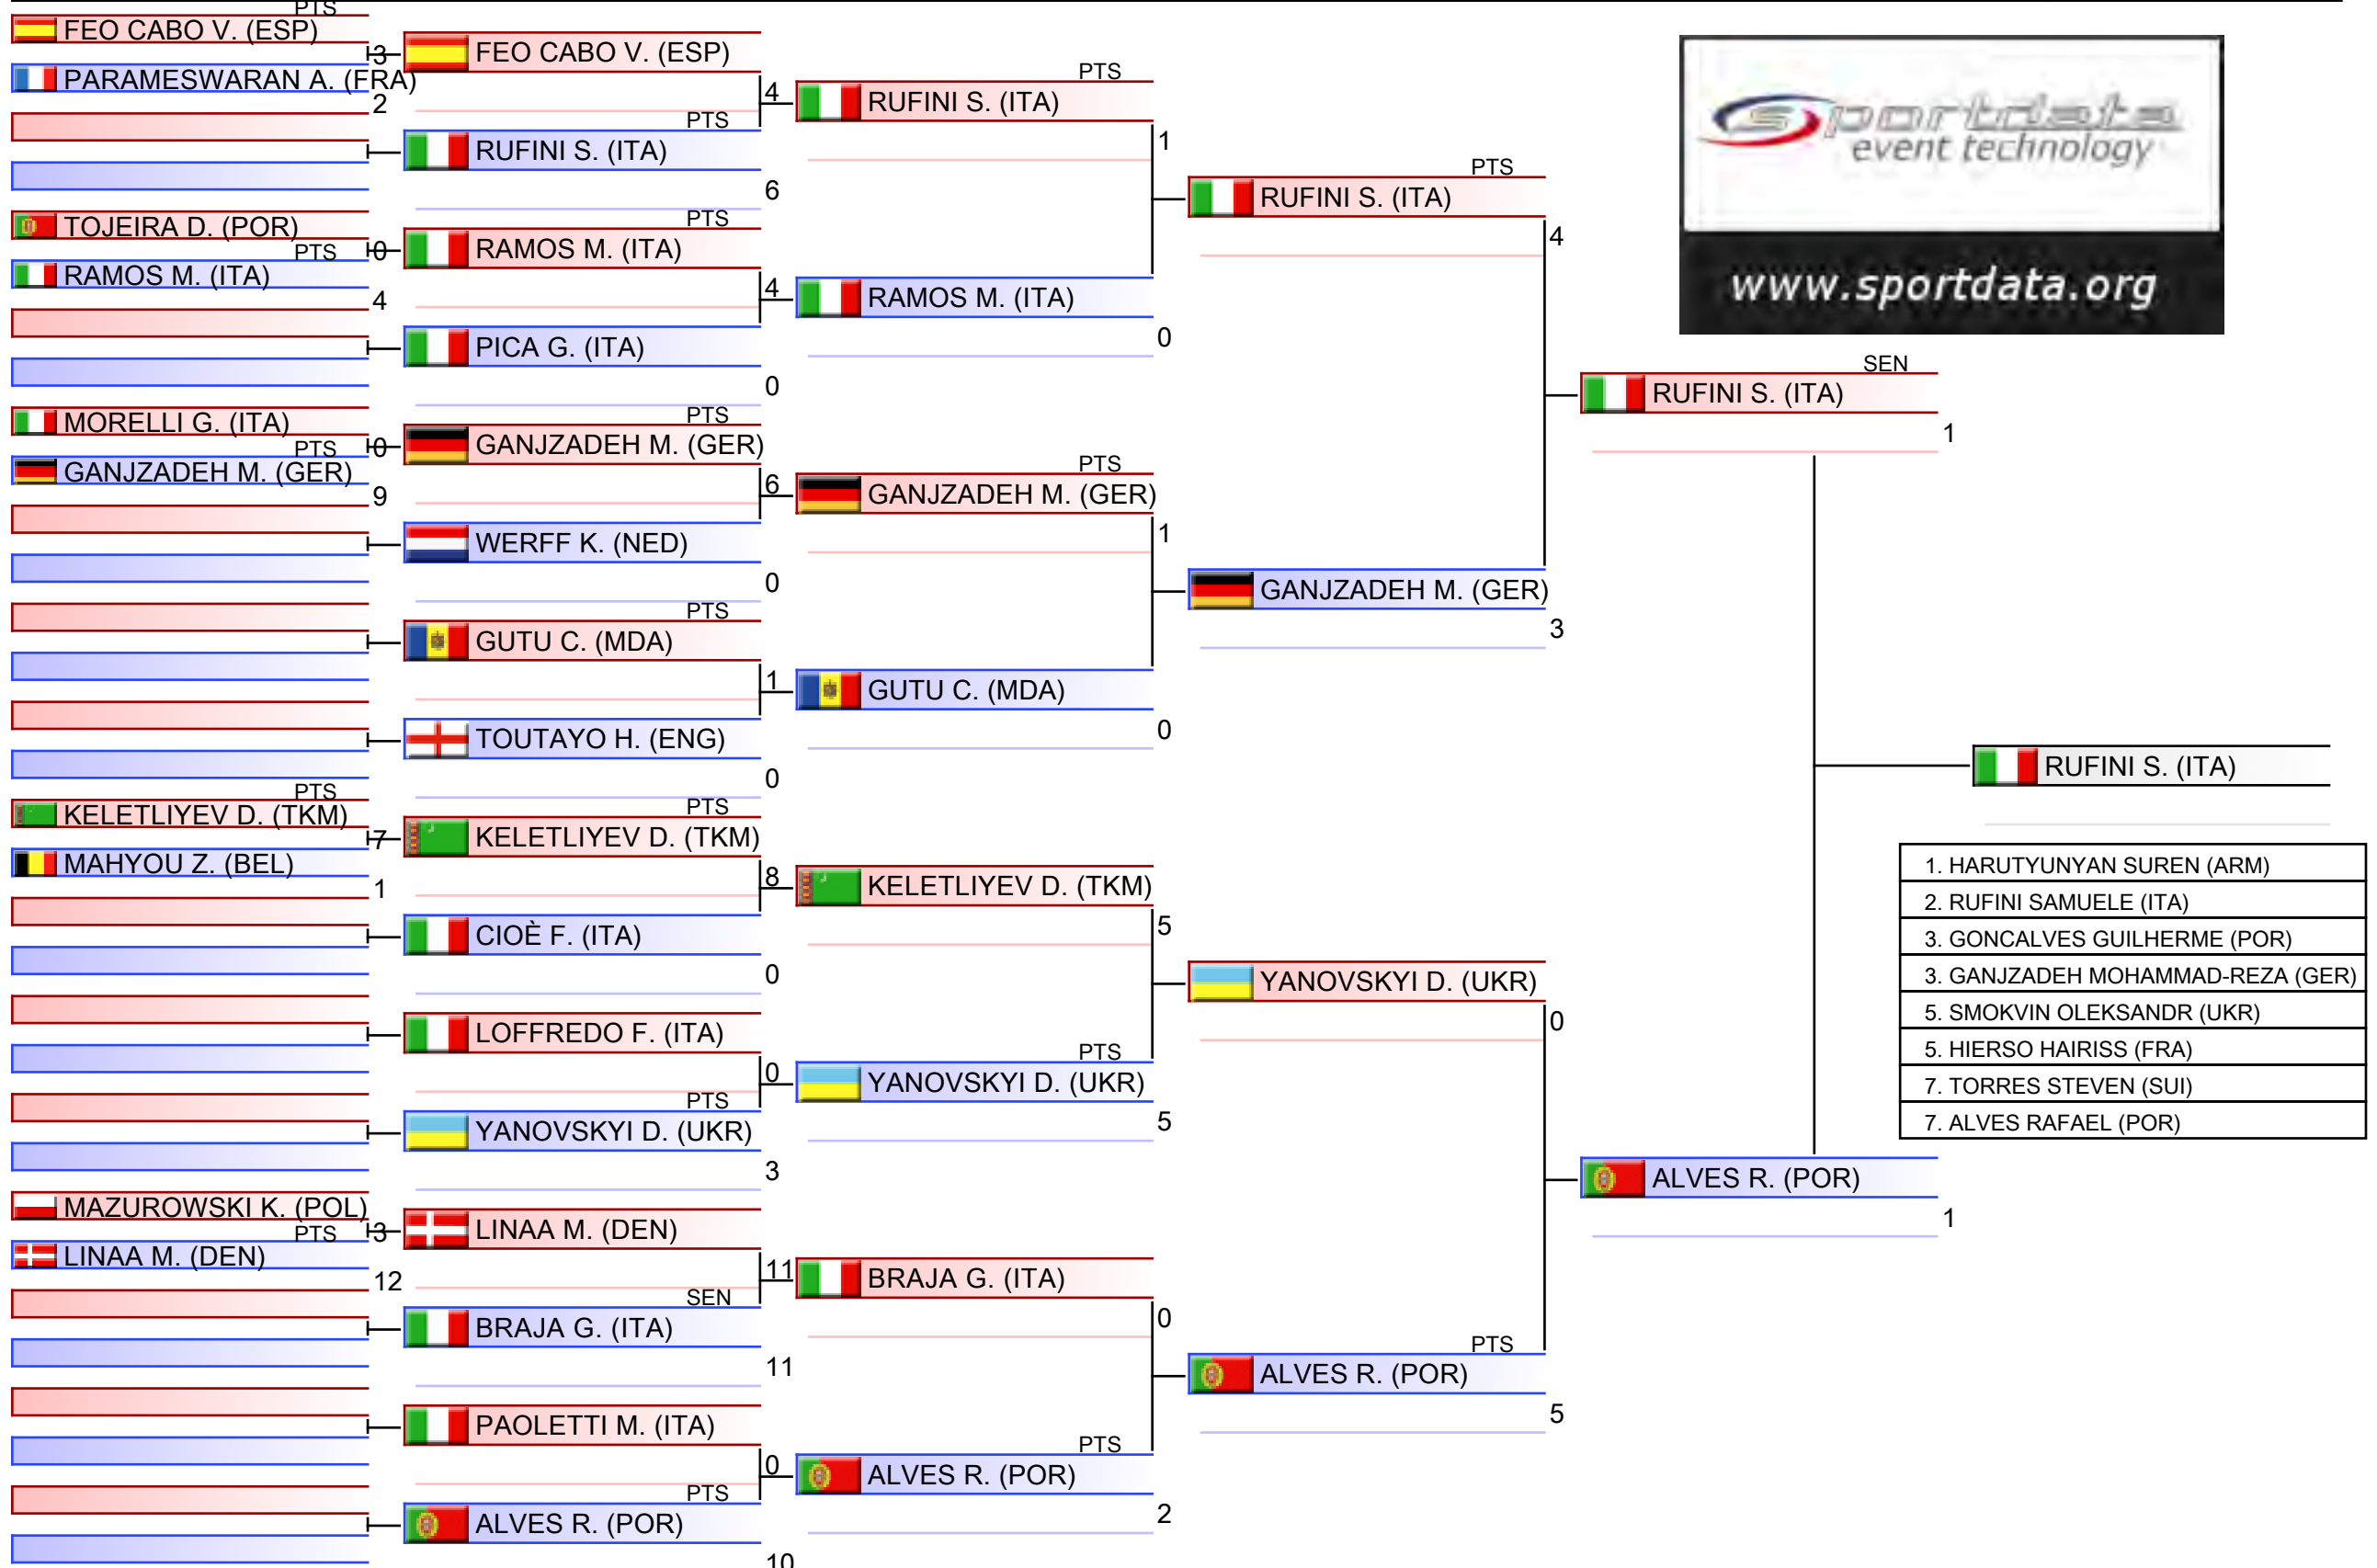 PTS
FEO CABO V. (ESP)
3
PARAMESWARAN A. (FRA)
2
TOJEIRA D. (POR)
0
PTS
RAMOS M. (ITA)
4
MORELLI G. (ITA)
0
PTS
GANJZADEH M. (GER)
9
PTS
KELETLIYEV D. (TKM)
7
MAHYOU Z. (BEL)
1
MAZUROWSKI K. (POL)
3
PTS
LINAA M. (DEN)
12
FEO CABO V. (ESP)
4
PTS
RUFINI S. (ITA)
6
PTS
RAMOS M. (ITA)
4
PICA G. (ITA)
0
PTS
GANJZADEH M. (GER)
6
WERFF K. (NED)
0
PTS
GUTU C. (MDA)
1
TOUTAYO H. (ENG)
0
PTS
KELETLIYEV D. (TKM)
8
CIOÈ F. (ITA)
0
LOFFREDO F. (ITA)
0
PTS
YANOVSKYI D. (UKR)
3
LINAA M. (DEN)
11
SEN
BRAJA G. (ITA)
11
PAOLETTI M. (ITA)
0
PTS
ALVES R. (POR)
10
PTS
RUFINI S. (ITA)
1
RAMOS M. (ITA)
0
PTS
GANJZADEH M. (GER)
1
GUTU C. (MDA)
0
KELETLIYEV D. (TKM)
5
PTS
YANOVSKYI D. (UKR)
5
BRAJA G. (ITA)
0
PTS
ALVES R. (POR)
2
PTS
RUFINI S. (ITA)
4
GANJZADEH M. (GER)
3
YANOVSKYI D. (UKR)
0
PTS
ALVES R. (POR)
5
SEN
RUFINI S. (ITA)
1
ALVES R. (POR)
1
RUFINI S. (ITA)
sportdata
event technology
www.sportdata.org
1. HARUTYUNYAN SUREN (ARM)
2. RUFINI SAMUELE (ITA)
3. GONCALVES GUILHERME (POR)
3. GANJZADEH MOHAMMAD-REZA (GER)
5. SMOKVIN OLEKSANDR (UKR)
5. HIERSO HAIRISS (FRA)
7. TORRES STEVEN (SUI)
7. ALVES RAFAEL (POR)